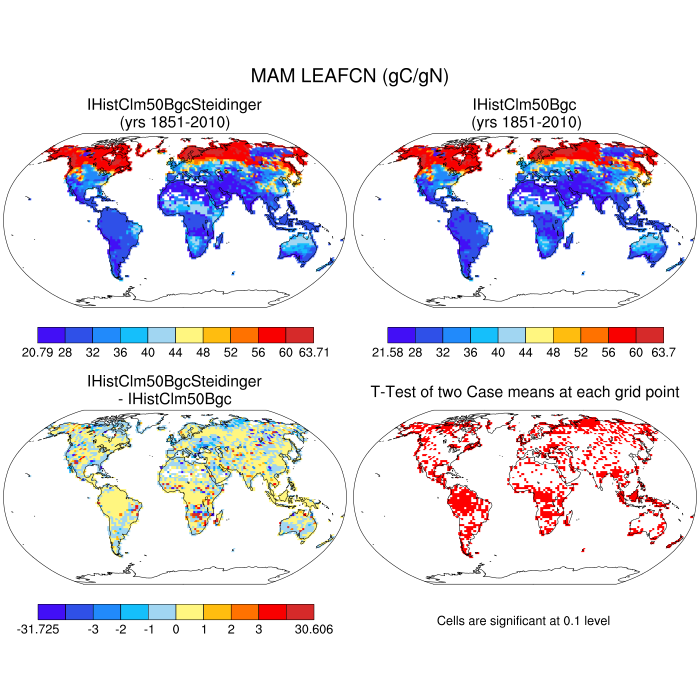 MAM LEAFCN (gC/gN)
IHistClm50BgcSteidinger
(yrs 1851-2010)
IHistClm50Bgc
(yrs 1851-2010)
20.79 28 32 36 40 44 48 52 56 60 63.71
21.58 28 32 36 40 44 48 52 56 60 63.7
IHistClm50BgcSteidinger
- IHistClm50Bgc
T-Test of two Case means at each grid point
-31.725 -3 -2 -1 0 1 2 3 30.606
Cells are significant at 0.1 level